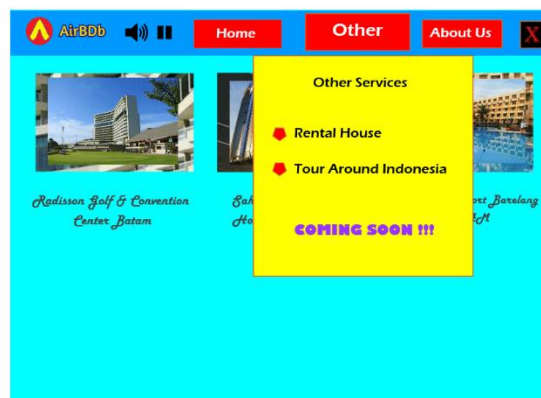 AirBDb
Home
Other
About Us
X
Other Services
Rental House
Tour Around Indonesia
COMING SOON !!!
Radisson Golf & Convention
Center Batam
Barelang